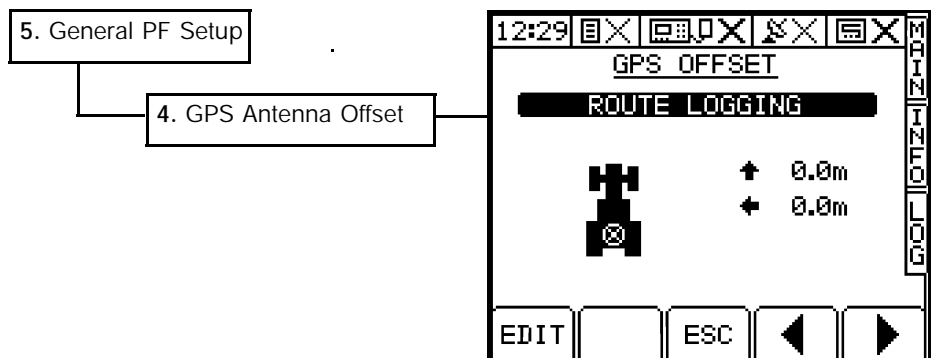 5. General PF Setup
4. GPS Antenna Offset
12:29
GPS OFFSET
ROUTE LOGGING
0.0m
0.0m
MAIN
INFO
LOG
EDIT
ESC